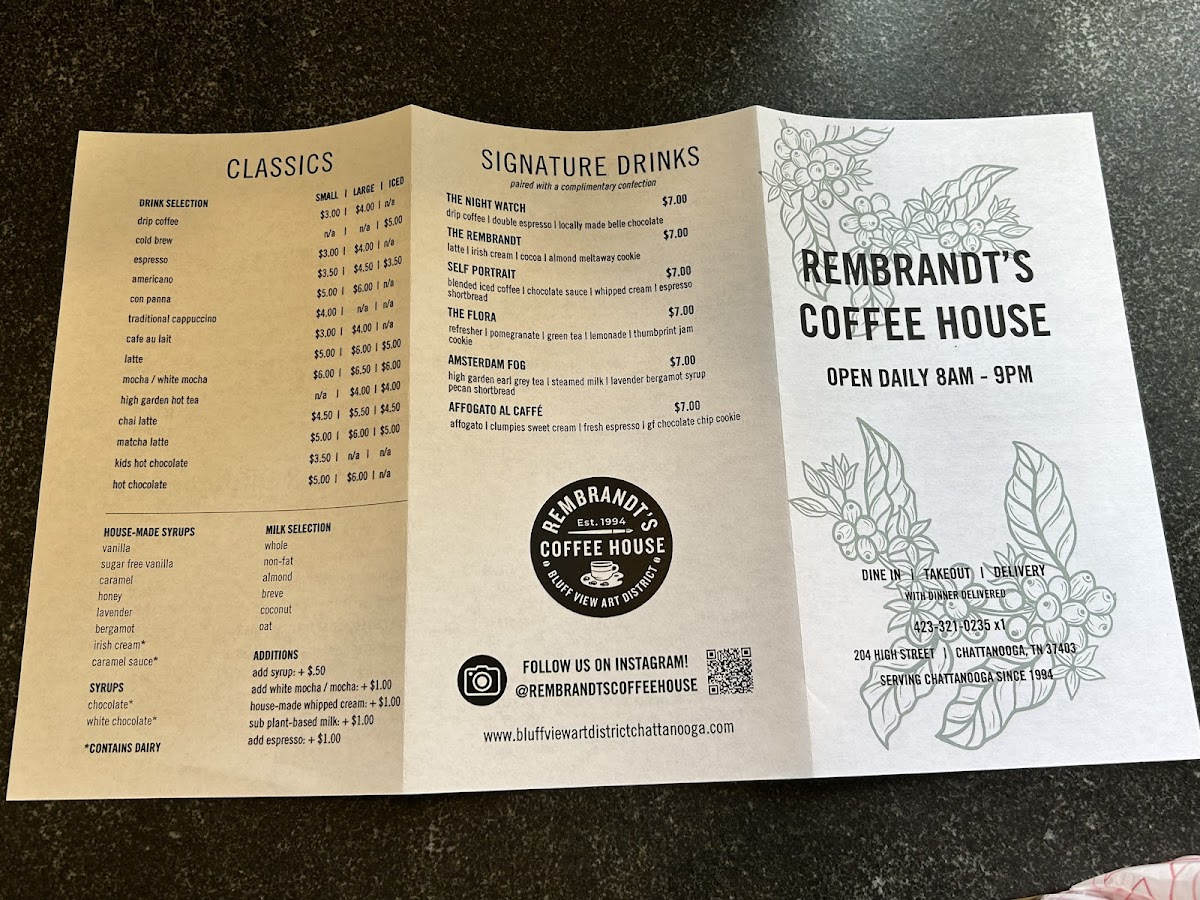 CLASSICS
DRINK SELECTION SMALL | LARGE | ICED
drip coffee $3.00 | $4.00 | n/a
cold brew n/a | n/a | $5.00
espresso $3.00 | $4.00 | n/a
americano $3.50 | $4.50 | $3.50
con panna $5.00 | $6.00 | n/a
traditional cappuccino $4.00 | n/a | n/a
cafe au lait $3.00 | $4.00 | n/a
latte $5.00 | $6.00 | $5.00
mocha / white mocha $6.00 | $6.50 | $6.00
high garden hot tea n/a | $4.00 | $4.00
chai latte $4.50 | $5.50 | $4.50
matcha latte $5.00 | $6.00 | $5.00
kids hot chocolate $3.50 | n/a | n/a
hot chocolate $5.00 | $6.00 | n/a
HOUSE-MADE SYRUPS
vanilla
sugar free vanilla
caramel
honey
lavender
bergamot
irish cream*
caramel sauce*
SYRUPS
chocolate*
white chocolate*
*CONTAINS DAIRY
MILK SELECTION
whole
non-fat
almond
breve
coconut
oat
ADDITIONS
add syrup: + $.50
add white mocha / mocha: + $1.00
house-made whipped cream: + $1.00
sub plant-based milk: + $1.00
add espresso: + $1.00
SIGNATURE DRINKS
paired with a complimentary confection
THE NIGHT WATCH $7.00
drip coffee | double espresso | locally made belle chocolate
THE REMBRANDT $7.00
latte | irish cream | cocoa | almond meltaway cookie
SELF PORTRAIT $7.00
blended iced coffee | chocolate sauce | whipped cream | espresso
shortbread
THE FLORA $7.00
refresher | pomegranate | green tea | lemonade | thumbprint jam
cookie
AMSTERDAM FOG $7.00
high garden earl grey tea | steamed milk | lavender bergamot syrup
pecan shortbread
AFFOGATO AL CAFFÉ $7.00
affogato | clumpies sweet cream | fresh espresso | gf chocolate chip cookie
REMBRANDT'S
Est. 1994
COFFEE HOUSE
BLUFF VIEW ART DISTRICT
FOLLOW US ON INSTAGRAM!
@REMBRANDTSCOFFEEHOUSE
www.bluffviewartdistrictchattanooga.com
REMBRANDT'S
COFFEE HOUSE
OPEN DAILY 8AM - 9PM
DINE IN | TAKEOUT | DELIVERY
WITH DINNER DELIVERED
423-321-0235 x1
204 HIGH STREET | CHATTANOOGA, TN 37403
SERVING CHATTANOOGA SINCE 1994